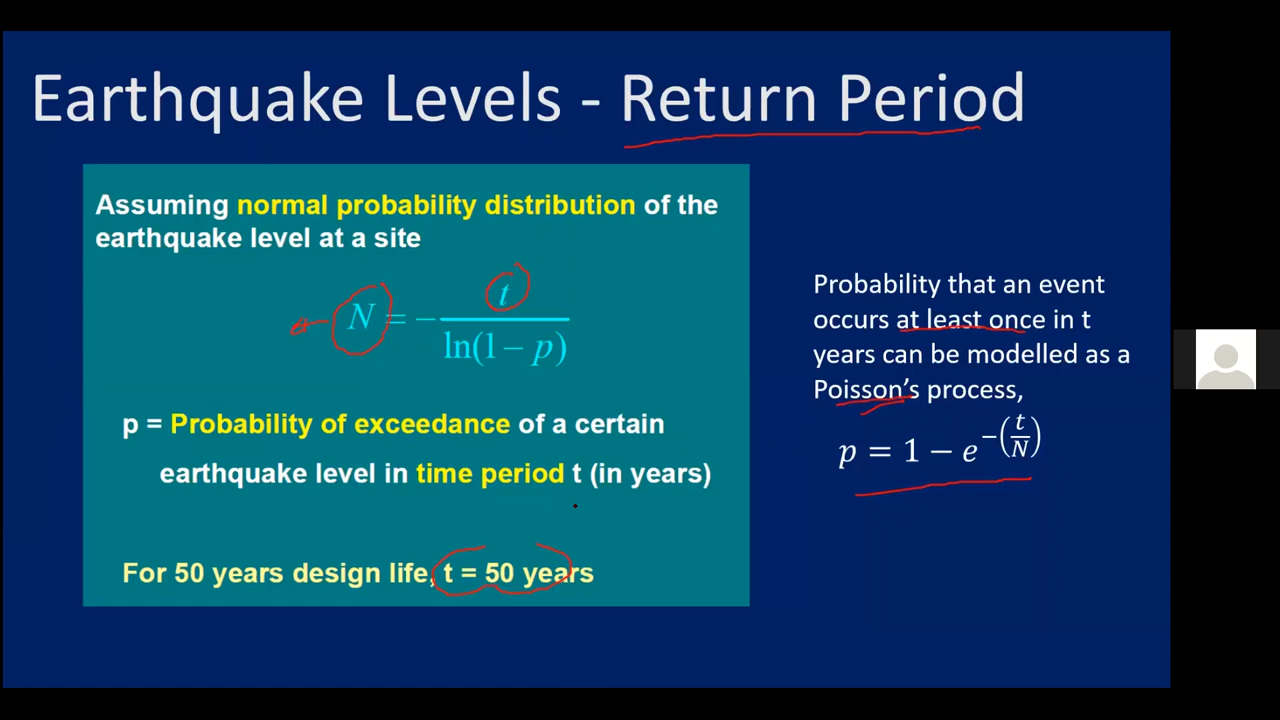 Earthquake Levels - Return Period
Assuming normal probability distribution of the
earthquake level at a site
N = - t / ln(1 - p)
p = Probability of exceedance of a certain
earthquake level in time period t (in years)
For 50 years design life, t = 50 years
Probability that an event
occurs at least once in t
years can be modelled as a
Poisson's process,
p = 1 − e^−(t/N)